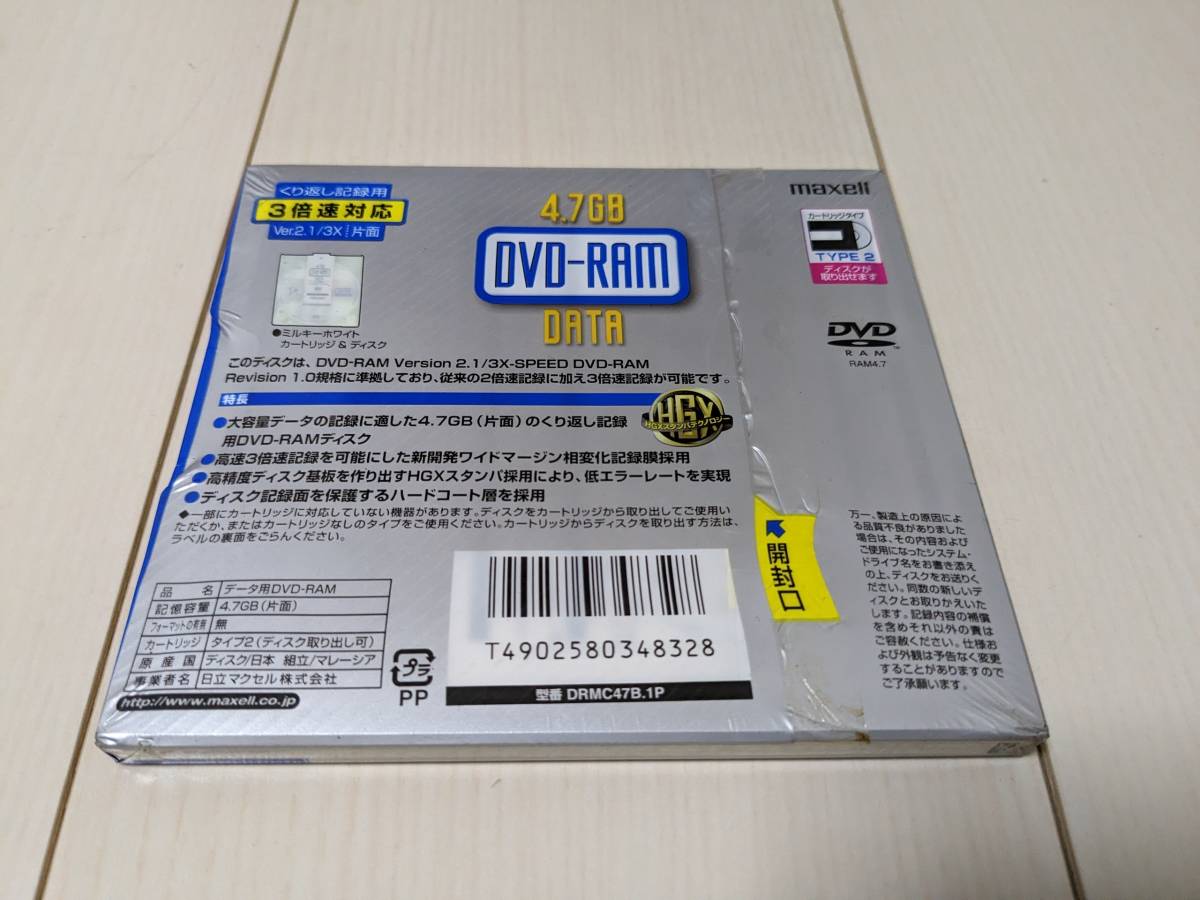 くり返し記録用
3倍速対応
Ver.2.1/3X 片面
●ミルキーホワイト
カートリッジ & ディスク
4.7GB
DVD-RAM
DATA
maxell
カートリッジタイプ
TYPE 2
ディスクが
取り出せます
DVD
RAM
RAM4.7
このディスクは、DVD-RAM Version 2.1/3X-SPEED DVD-RAM
Revision 1.0規格に準拠しており、従来の2倍速記録に加え3倍速記録が可能です。
特長
●大容量データの記録に適した4.7GB(片面)のくり返し記録
用DVD-RAMディスク
●高速3倍速記録を可能にした新開発ワイドマージン相変化記録膜採用
●高精度ディスク基板を作り出すHGXスタンパ採用により、低エラーレートを実現
●ディスク記録面を保護するハードコート層を採用
HGX
HGXスタンパテクノロジー
◆一部にカートリッジに対応していない機器があります。ディスクをカートリッジから取り出してご使用い
ただくか、またはカートリッジなしのタイプをご使用ください。カートリッジからディスクを取り出す方法は、
ラベルの裏面をごらんください。
品名 データ用DVD-RAM
記憶容量 4.7GB(片面)
フォーマットの有無 無
カートリッジ タイプ2(ディスク取り出し可)
原産国 ディスク/日本 組立/マレーシア
事業者名 日立マクセル株式会社
http://www.maxell.co.jp
プラ
PP
T4902580348328
型番 DRMC47B.1P
開封口
万一、製造上の原因によ
る品質不良がありました
場合は、その内容および
ご使用になったシステム・
ドライブ名をお書き添え
の上、ディスクをお送りく
ださい。同数の新しいディ
スクとお取りかえいた
します。記録内容の補償
を含めそれ以外の責は
ご容赦ください。仕様お
よび外観は予告なく変更
することがありますので
ご了承願います。